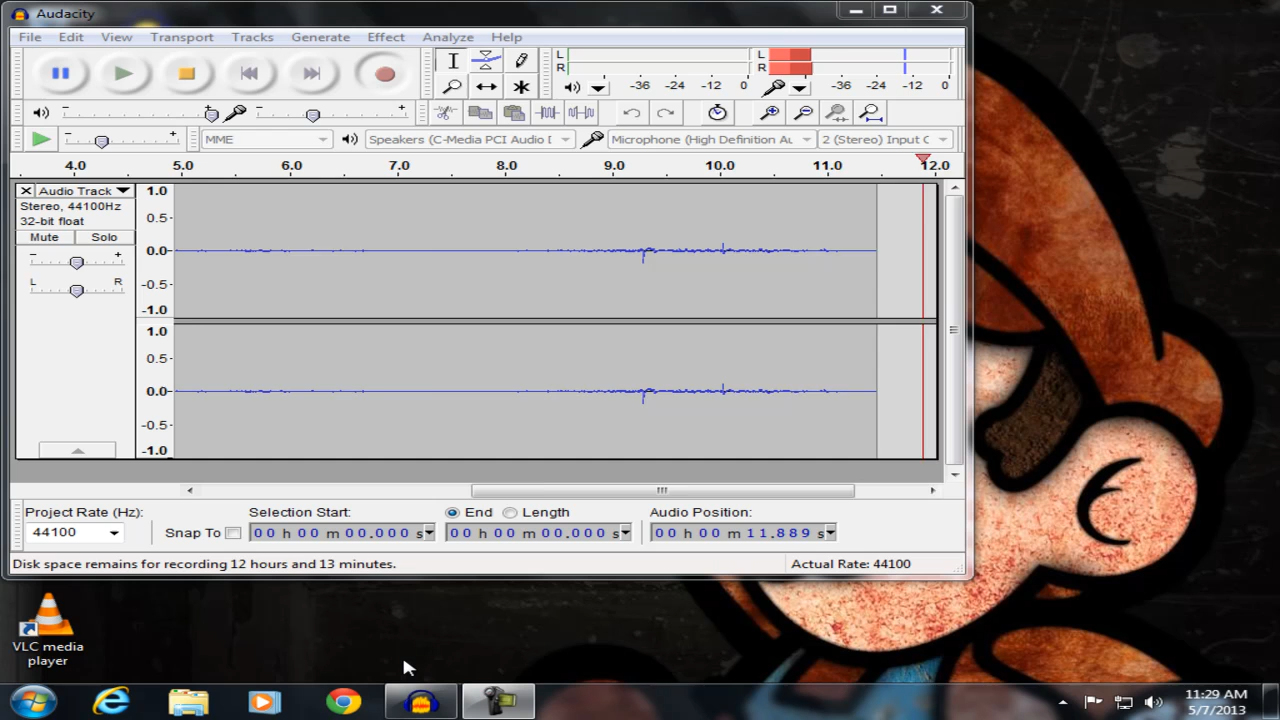 Audacity
File Edit View Transport Tracks Generate Effect Analyze Help
L
R
-36 -24 -12 0
L
R
-36 -24 -12 0
MME
Speakers (C-Media PCI Audio D
Microphone (High Definition Au
2 (Stereo) Input C
4.0 5.0 6.0 7.0 8.0 9.0 10.0 11.0 12.0
X Audio Track
Stereo, 44100Hz
32-bit float
Mute Solo
- +
L R
1.0
0.5-
0.0-
-0.5-
-1.0
1.0
0.5-
0.0-
-0.5-
-1.0
Project Rate (Hz):
44100
Snap To
Selection Start:
00 h 00 m 00.000 s
End Length
00 h 00 m 00.000 s
Audio Position:
00 h 00 m 11.889 s
Disk space remains for recording 12 hours and 13 minutes.
Actual Rate: 44100
VLC media
player
11:29 AM
5/7/2013